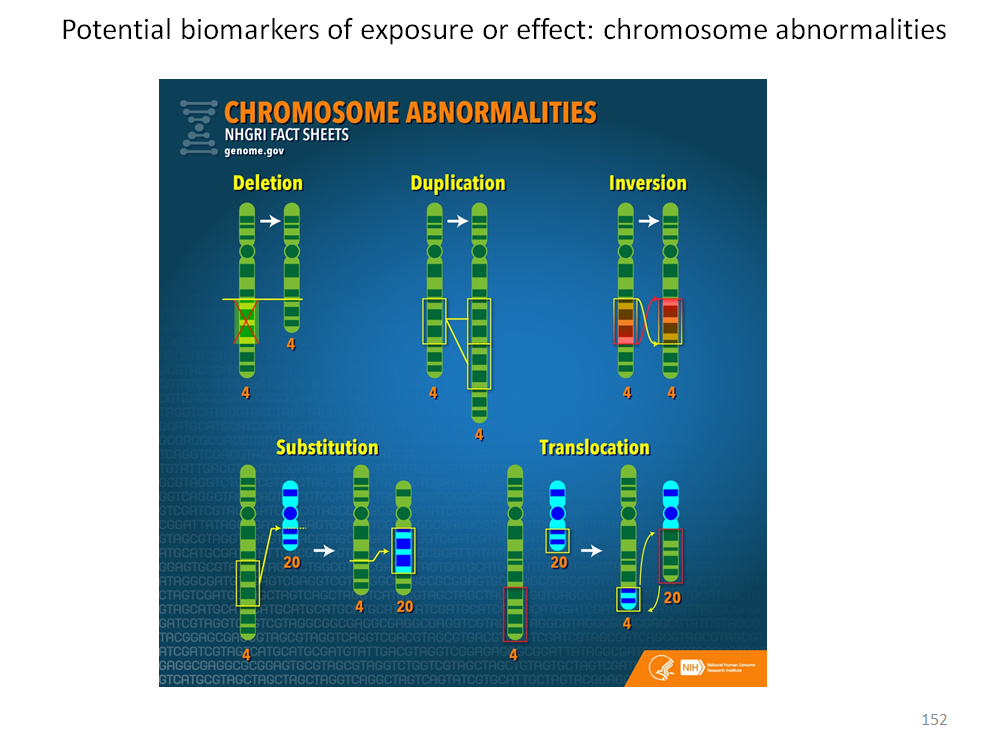 Potential biomarkers of exposure or effect: chromosome abnormalities
CHROMOSOME ABNORMALITIES
NHGRI FACT SHEETS
genome.gov
Deletion
Duplication
Inversion
4
4
4
4
4
4
Substitution
Translocation
20
4
4
20
20
4
4
20
NIH
National Human Genome
Research Institute
152